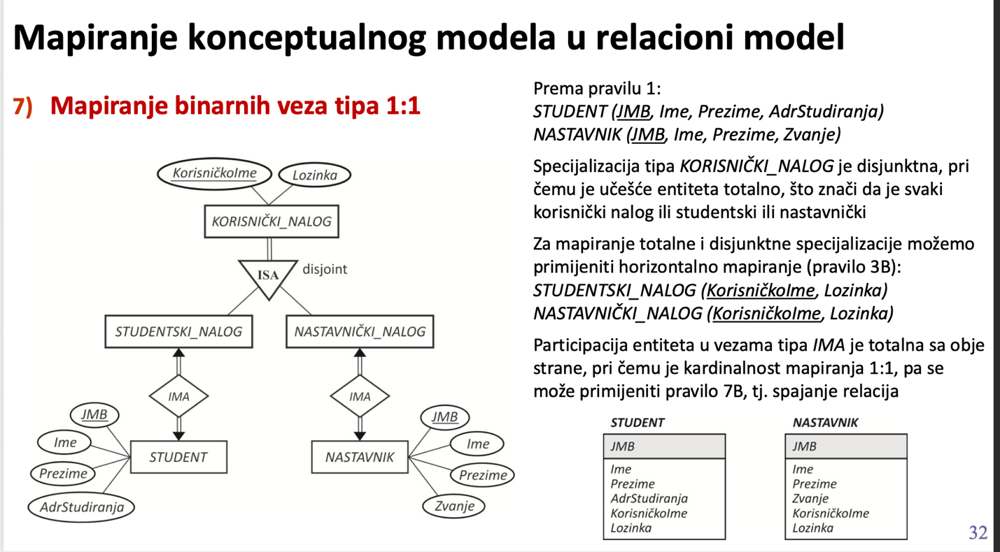 Mapiranje konceptualnog modela u relacioni model
7) Mapiranje binarnih veza tipa 1:1
KorisničkoIme
Lozinka
KORISNIČKI_NALOG
ISA
disjoint
STUDENTSKI_NALOG
NASTAVNIČKI_NALOG
IMA
IMA
JMB
Ime
Prezime
AdrStudiranja
STUDENT
NASTAVNIK
JMB
Ime
Prezime
Zvanje
Prema pravilu 1:
STUDENT (JMB, Ime, Prezime, AdrStudiranja)
NASTAVNIK (JMB, Ime, Prezime, Zvanje)
Specijalizacija tipa KORISNIČKI_NALOG je disjunktna, pri
čemu je učešće entiteta totalno, što znači da je svaki
korisnički nalog ili studentski ili nastavnički
Za mapiranje totalne i disjunktne specijalizacije možemo
primijeniti horizontalno mapiranje (pravilo 3B):
STUDENTSKI_NALOG (KorisničkoIme, Lozinka)
NASTAVNIČKI_NALOG (KorisničkoIme, Lozinka)
Participacija entiteta u vezama tipa IMA je totalna sa obje
strane, pri čemu je kardinalnost mapiranja 1:1, pa se
može primijeniti pravilo 7B, tj. spajanje relacija
STUDENT
JMB
Ime
Prezime
AdrStudiranja
KorisničkoIme
Lozinka
NASTAVNIK
JMB
Ime
Prezime
Zvanje
KorisničkoIme
Lozinka
32